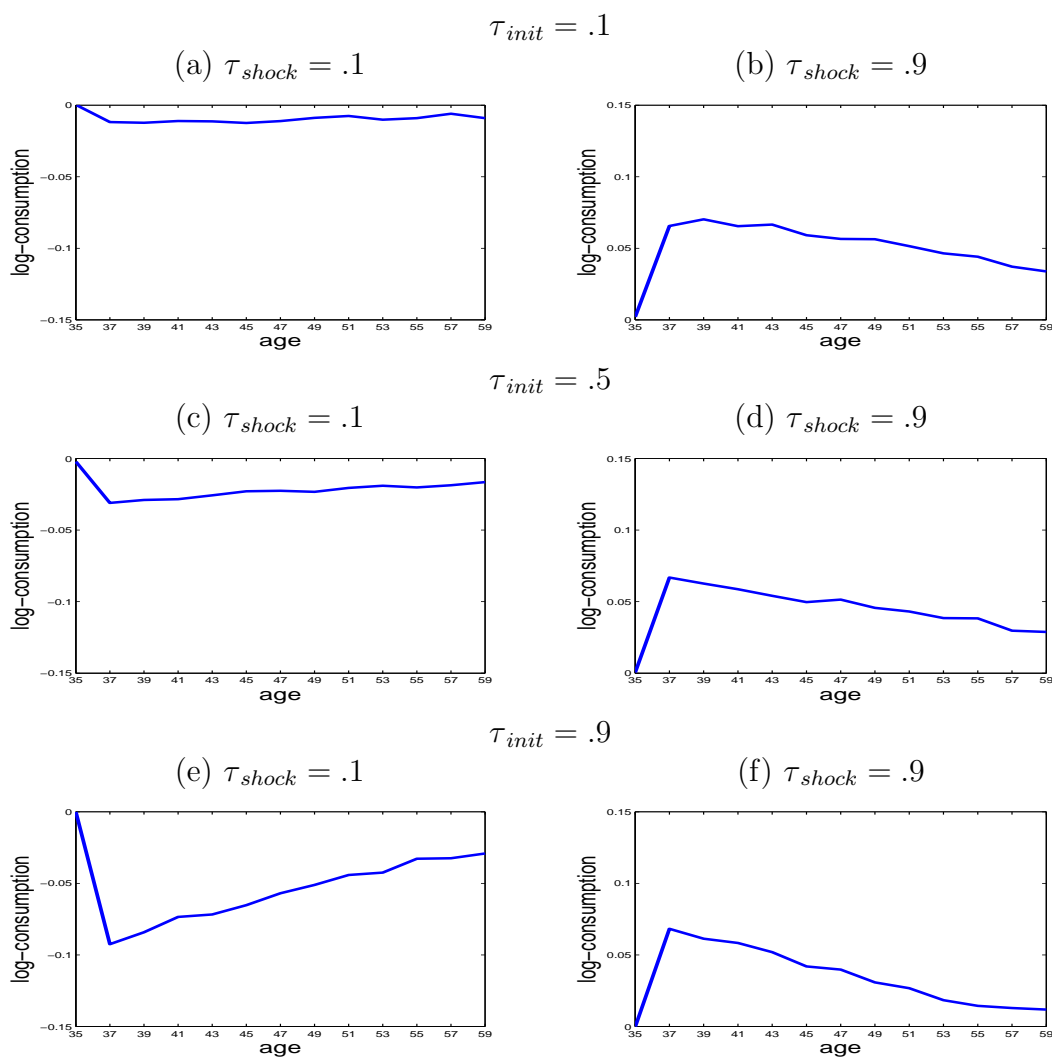 τ_init = .1
(a) τ_shock = .1
(b) τ_shock = .9
0
−0.05
−0.1
−0.15
log−consumption
35 37 39 41 43 45 47 49 51 53 55 57 59
age
0.15
0.1
0.05
0
log−consumption
35 37 39 41 43 45 47 49 51 53 55 57 59
age
τ_init = .5
(c) τ_shock = .1
(d) τ_shock = .9
0
−0.05
−0.1
−0.15
log−consumption
35 37 39 41 43 45 47 49 51 53 55 57 59
age
0.15
0.1
0.05
0
log−consumption
35 37 39 41 43 45 47 49 51 53 55 57 59
age
τ_init = .9
(e) τ_shock = .1
(f) τ_shock = .9
0
−0.05
−0.1
−0.15
log−consumption
35 37 39 41 43 45 47 49 51 53 55 57 59
age
0.15
0.1
0.05
0
log−consumption
35 37 39 41 43 45 47 49 51 53 55 57 59
age